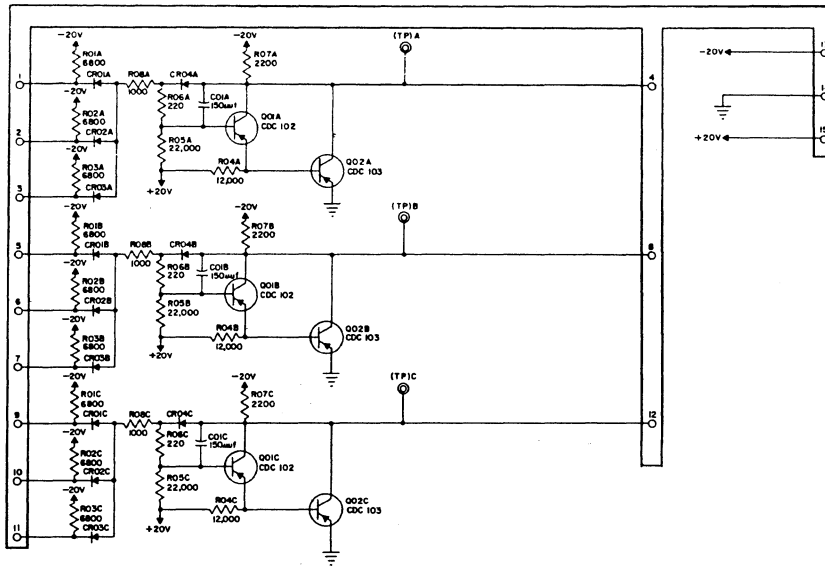 -20V
R01A
6800
CR01A
-20V
R08A
1000
CR04A
R06A
220
C01A
150uuf
-20V
R07A
2200
(TP)A
1
4
R02A
6800
CR02A
-20V
Q01A
CDC 102
2
R05A
22,000
R04A
12,000
Q02A
CDC 103
R03A
6800
CR03A
+20V
3
-20V
R01B
6800
CR01B
-20V
R08B
1000
CR04B
R06B
220
C01B
150uuf
-20V
R07B
2200
(TP)B
5
8
R02B
6800
CR02B
-20V
Q01B
CDC 102
6
R05B
22,000
R04B
12,000
Q02B
CDC 103
R03B
6800
CR03B
+20V
7
-20V
R01C
6800
CR01C
-20V
R08C
1000
CR04C
R06C
220
C01C
150uuf
-20V
R07C
2200
(TP)C
9
12
R02C
6800
CR02C
-20V
Q01C
CDC 102
10
R05C
22,000
R04C
12,000
Q02C
CDC 103
R03C
6800
CR03C
+20V
11
-20V
+20V
15